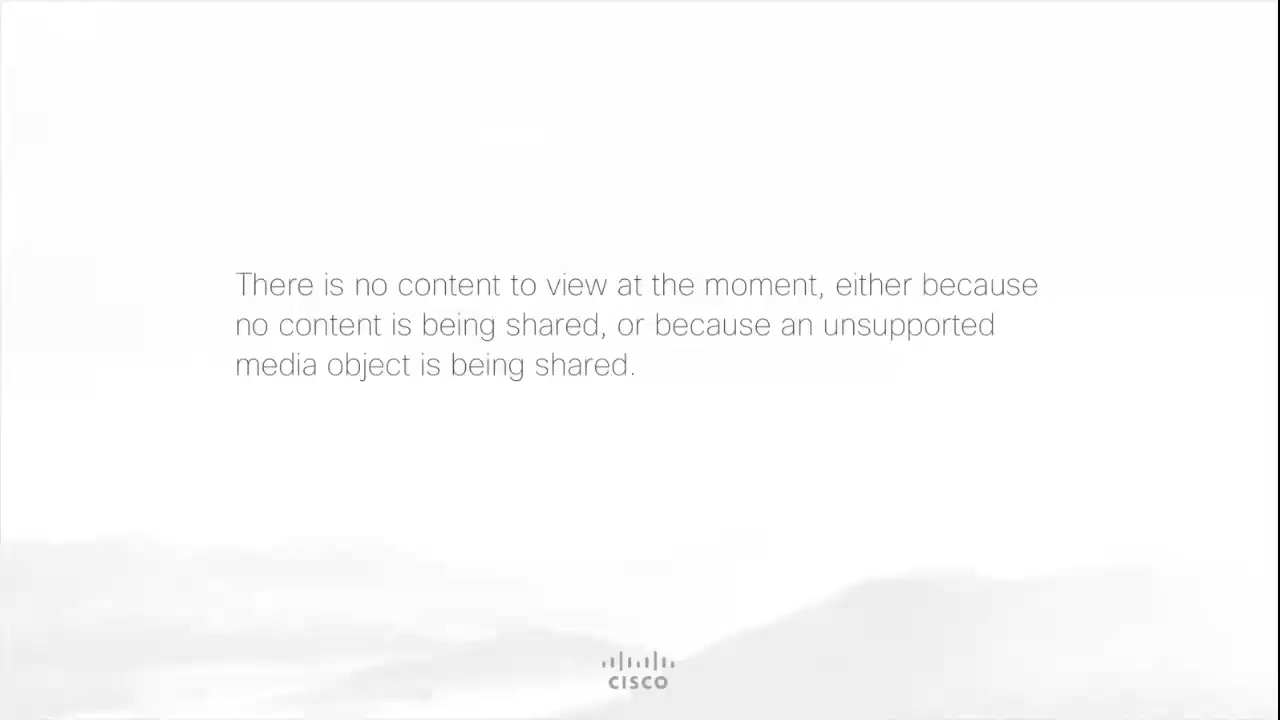 There is no content to view at the moment, either because
no content is being shared, or because an unsupported
media object is being shared.
CISCO